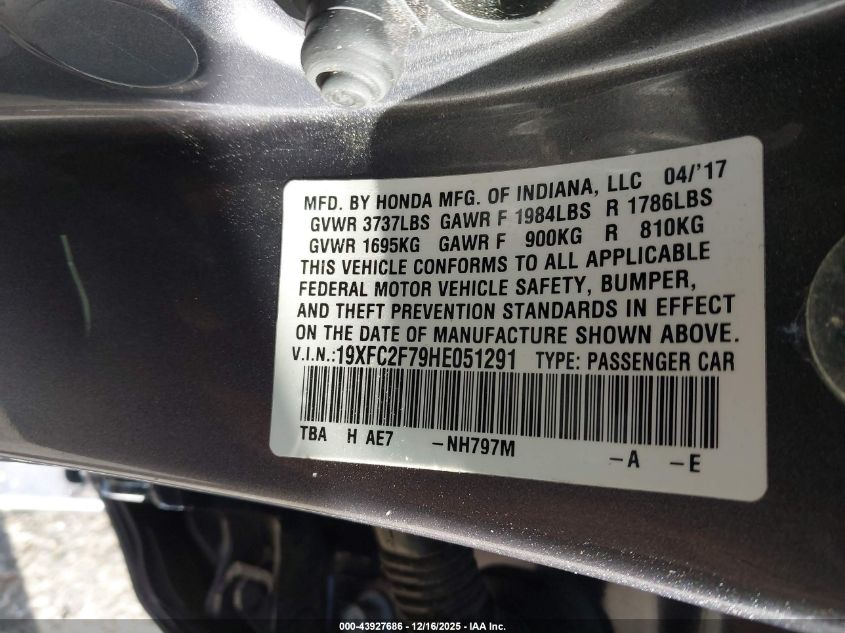 MFD. BY HONDA MFG. OF INDIANA, LLC 04/'17
GVWR 3737LBS GAWR F 1984LBS R 1786LBS
GVWR 1695KG GAWR F 900KG R 810KG
THIS VEHICLE CONFORMS TO ALL APPLICABLE
FEDERAL MOTOR VEHICLE SAFETY, BUMPER,
AND THEFT PREVENTION STANDARDS IN EFFECT
ON THE DATE OF MANUFACTURE SHOWN ABOVE.
V.I.N.:19XFC2F79HE051291 TYPE: PASSENGER CAR
TBA H AE7 -NH797M -A -E
000-43927686 - 12/16/2025 - IAA Inc.